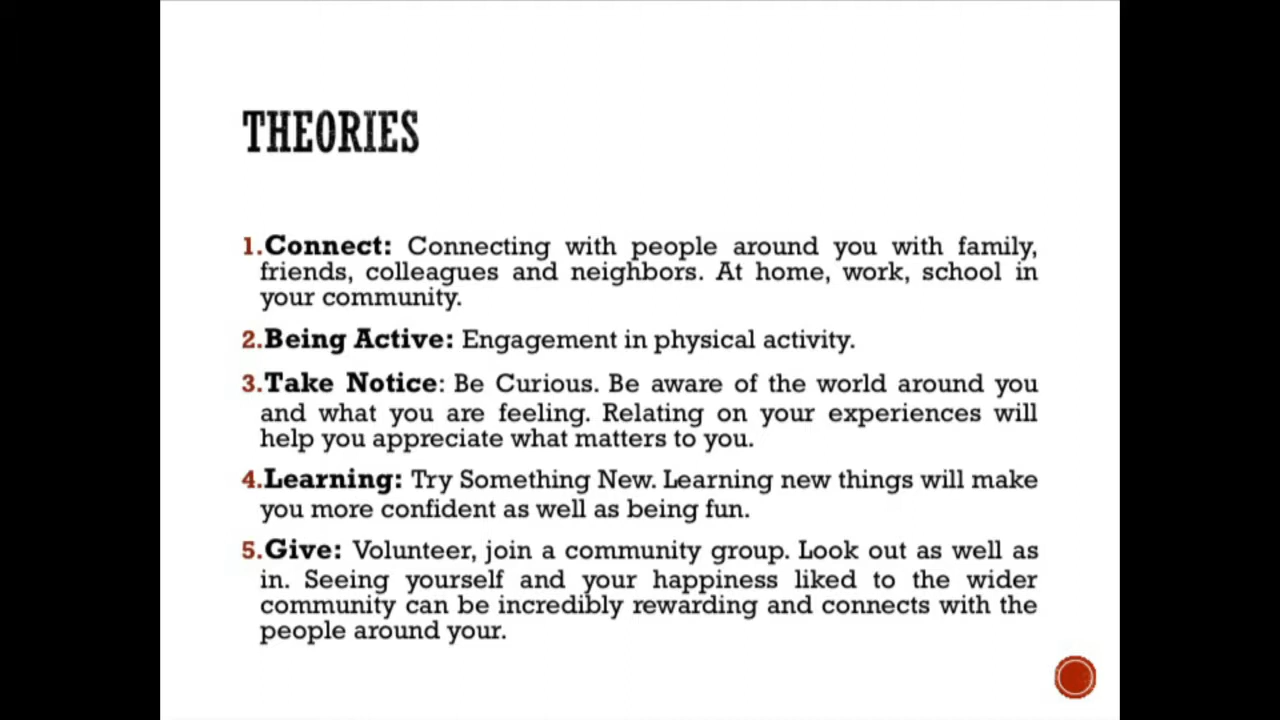 THEORIES
1.Connect: Connecting with people around you with family,
friends, colleagues and neighbors. At home, work, school in
your community.
2.Being Active: Engagement in physical activity.
3.Take Notice: Be Curious. Be aware of the world around you
and what you are feeling. Relating on your experiences will
help you appreciate what matters to you.
4.Learning: Try Something New. Learning new things will make
you more confident as well as being fun.
5.Give: Volunteer, join a community group. Look out as well as
in. Seeing yourself and your happiness liked to the wider
community can be incredibly rewarding and connects with the
people around your.